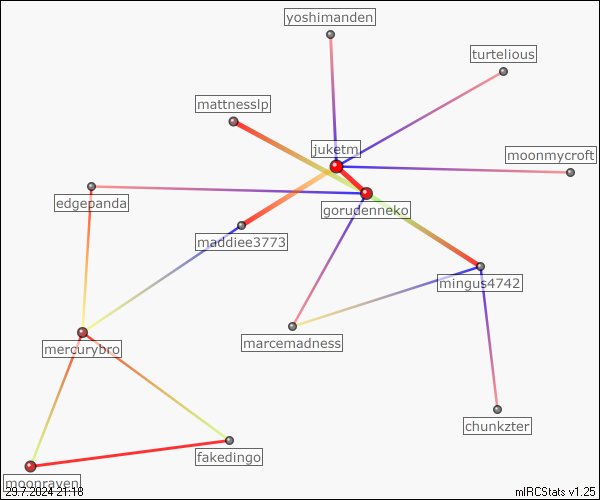 yoshimanden
turtelious
mattnesslp
juketm
moonmycroft
edgepanda
gorudenneko
maddiee3773
mingus4742
marcemadness
mercurybro
chunkzter
fakedingo
moonraven
29.7.2024 21:18
mIRCStats v1.25